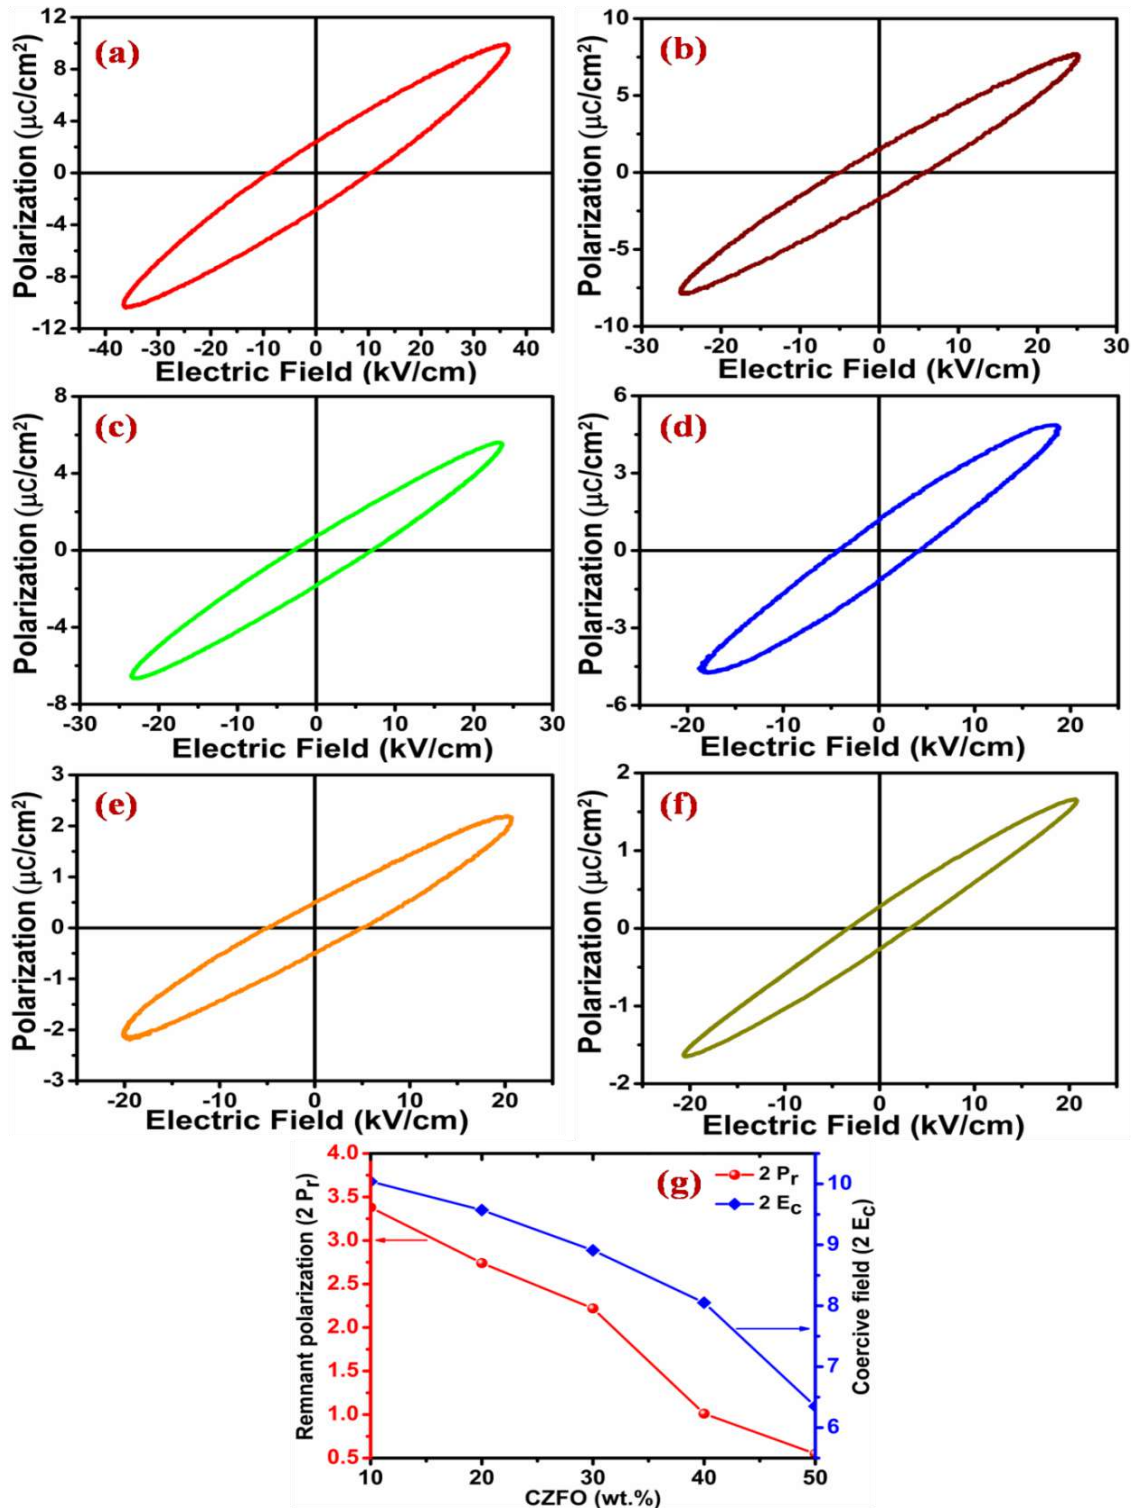 (a)
Polarization (μC/cm²)
12
8
4
0
-4
-8
-12
-40 -30 -20 -10 0 10 20 30 40
Electric Field (kV/cm)
(b)
Polarization (μC/cm²)
10
5
0
-5
-10
-30 -20 -10 0 10 20 30
Electric Field (kV/cm)
(c)
Polarization (μC/cm²)
8
4
0
-4
-8
-30 -20 -10 0 10 20 30
Electric Field (kV/cm)
(d)
Polarization (μC/cm²)
6
3
0
-3
-6
-20 -10 0 10 20
Electric Field (kV/cm)
(e)
Polarization (μC/cm²)
3
2
1
0
-1
-2
-3
-20 -10 0 10 20
Electric Field (kV/cm)
(f)
Polarization (μC/cm²)
2
1
0
-1
-2
-20 -10 0 10 20
Electric Field (kV/cm)
(g)
2 Pr
2 EC
Remnant polarization (2 Pr)
4.0
3.5
3.0
2.5
2.0
1.5
1.0
0.5
10 20 30 40 50
CZFO (wt.%)
10
9
8
7
6
Coercive field (2 EC)